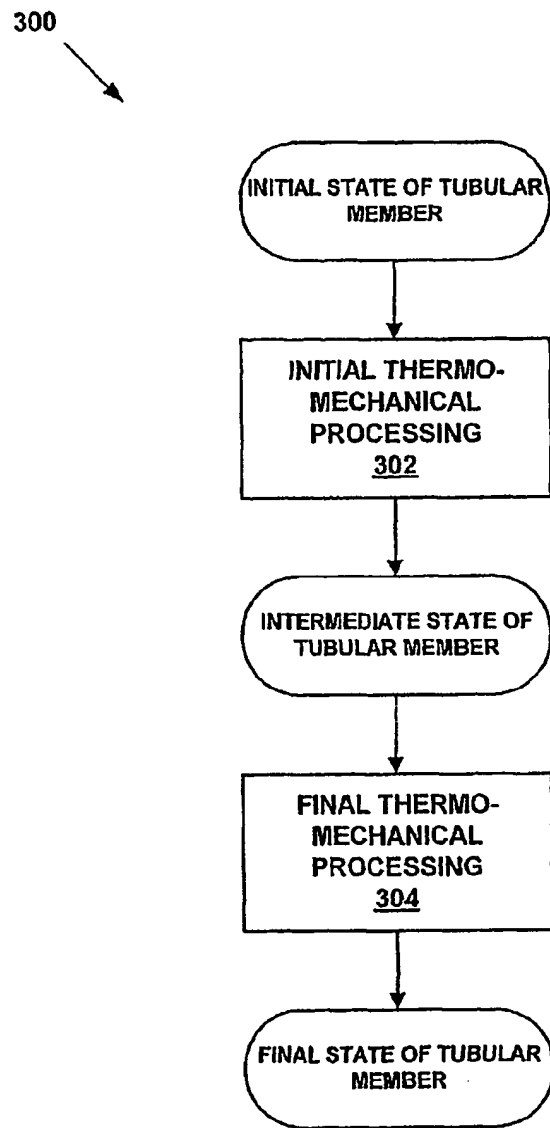 300
INITIAL STATE OF TUBULAR
MEMBER
INITIAL THERMO-
MECHANICAL
PROCESSING
302
INTERMEDIATE STATE OF
TUBULAR MEMBER
FINAL THERMO-
MECHANICAL
PROCESSING
304
FINAL STATE OF TUBULAR
MEMBER